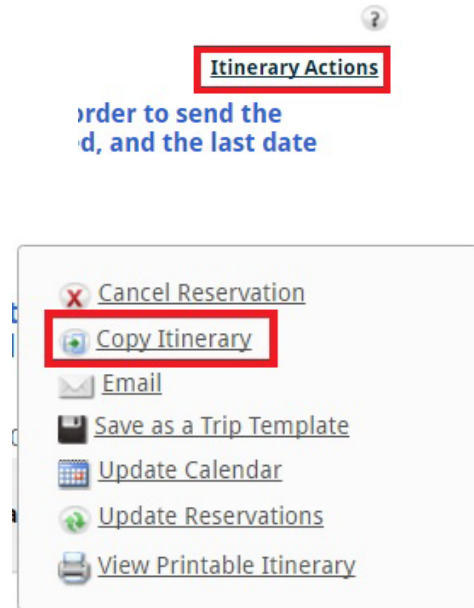 ?
Itinerary Actions
order to send the
d, and the last date
Cancel Reservation
Copy Itinerary
Email
Save as a Trip Template
Update Calendar
Update Reservations
View Printable Itinerary